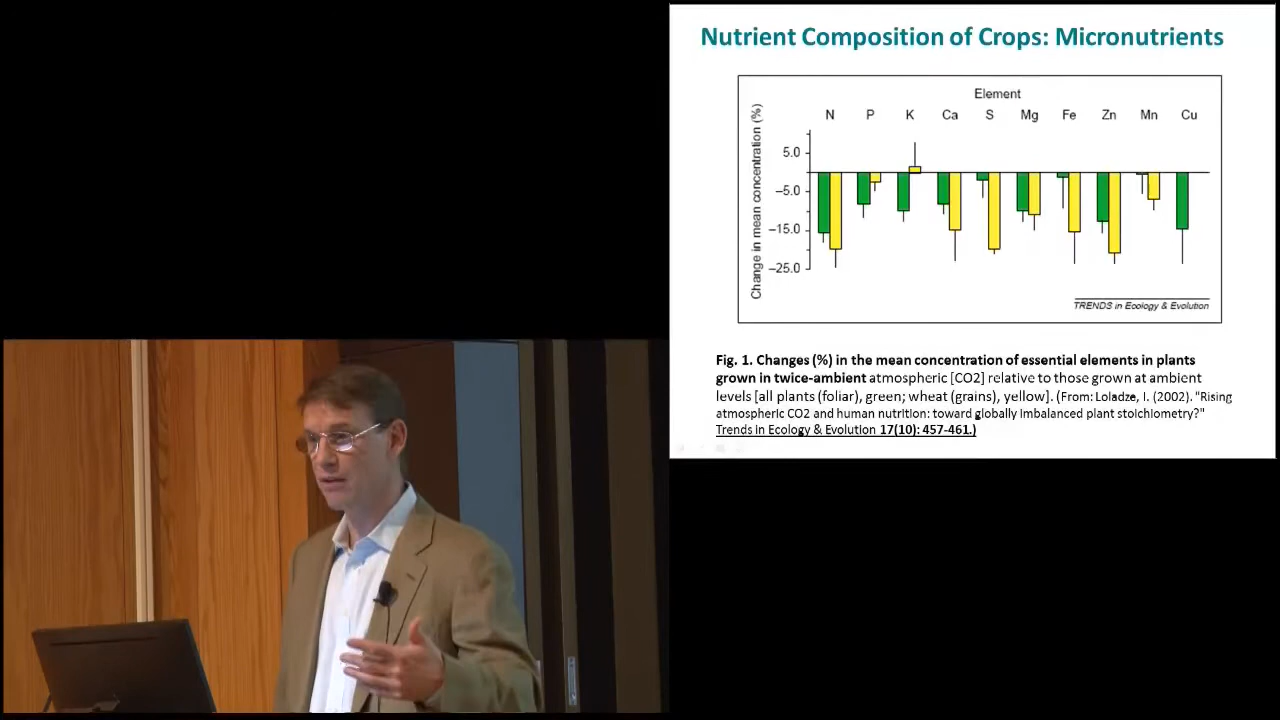 Nutrient Composition of Crops: Micronutrients
Element
N P K Ca S Mg Fe Zn Mn Cu
Change in mean concentration (%)
5.0
−5.0
−15.0
−25.0
TRENDS in Ecology & Evolution
Fig. 1. Changes (%) in the mean concentration of essential elements in plants
grown in twice-ambient atmospheric [CO2] relative to those grown at ambient
levels [all plants (foliar), green; wheat (grains), yellow]. (From: Loladze, I. (2002). "Rising
atmospheric CO2 and human nutrition: toward globally imbalanced plant stoichiometry?"
Trends in Ecology & Evolution 17(10): 457-461.)